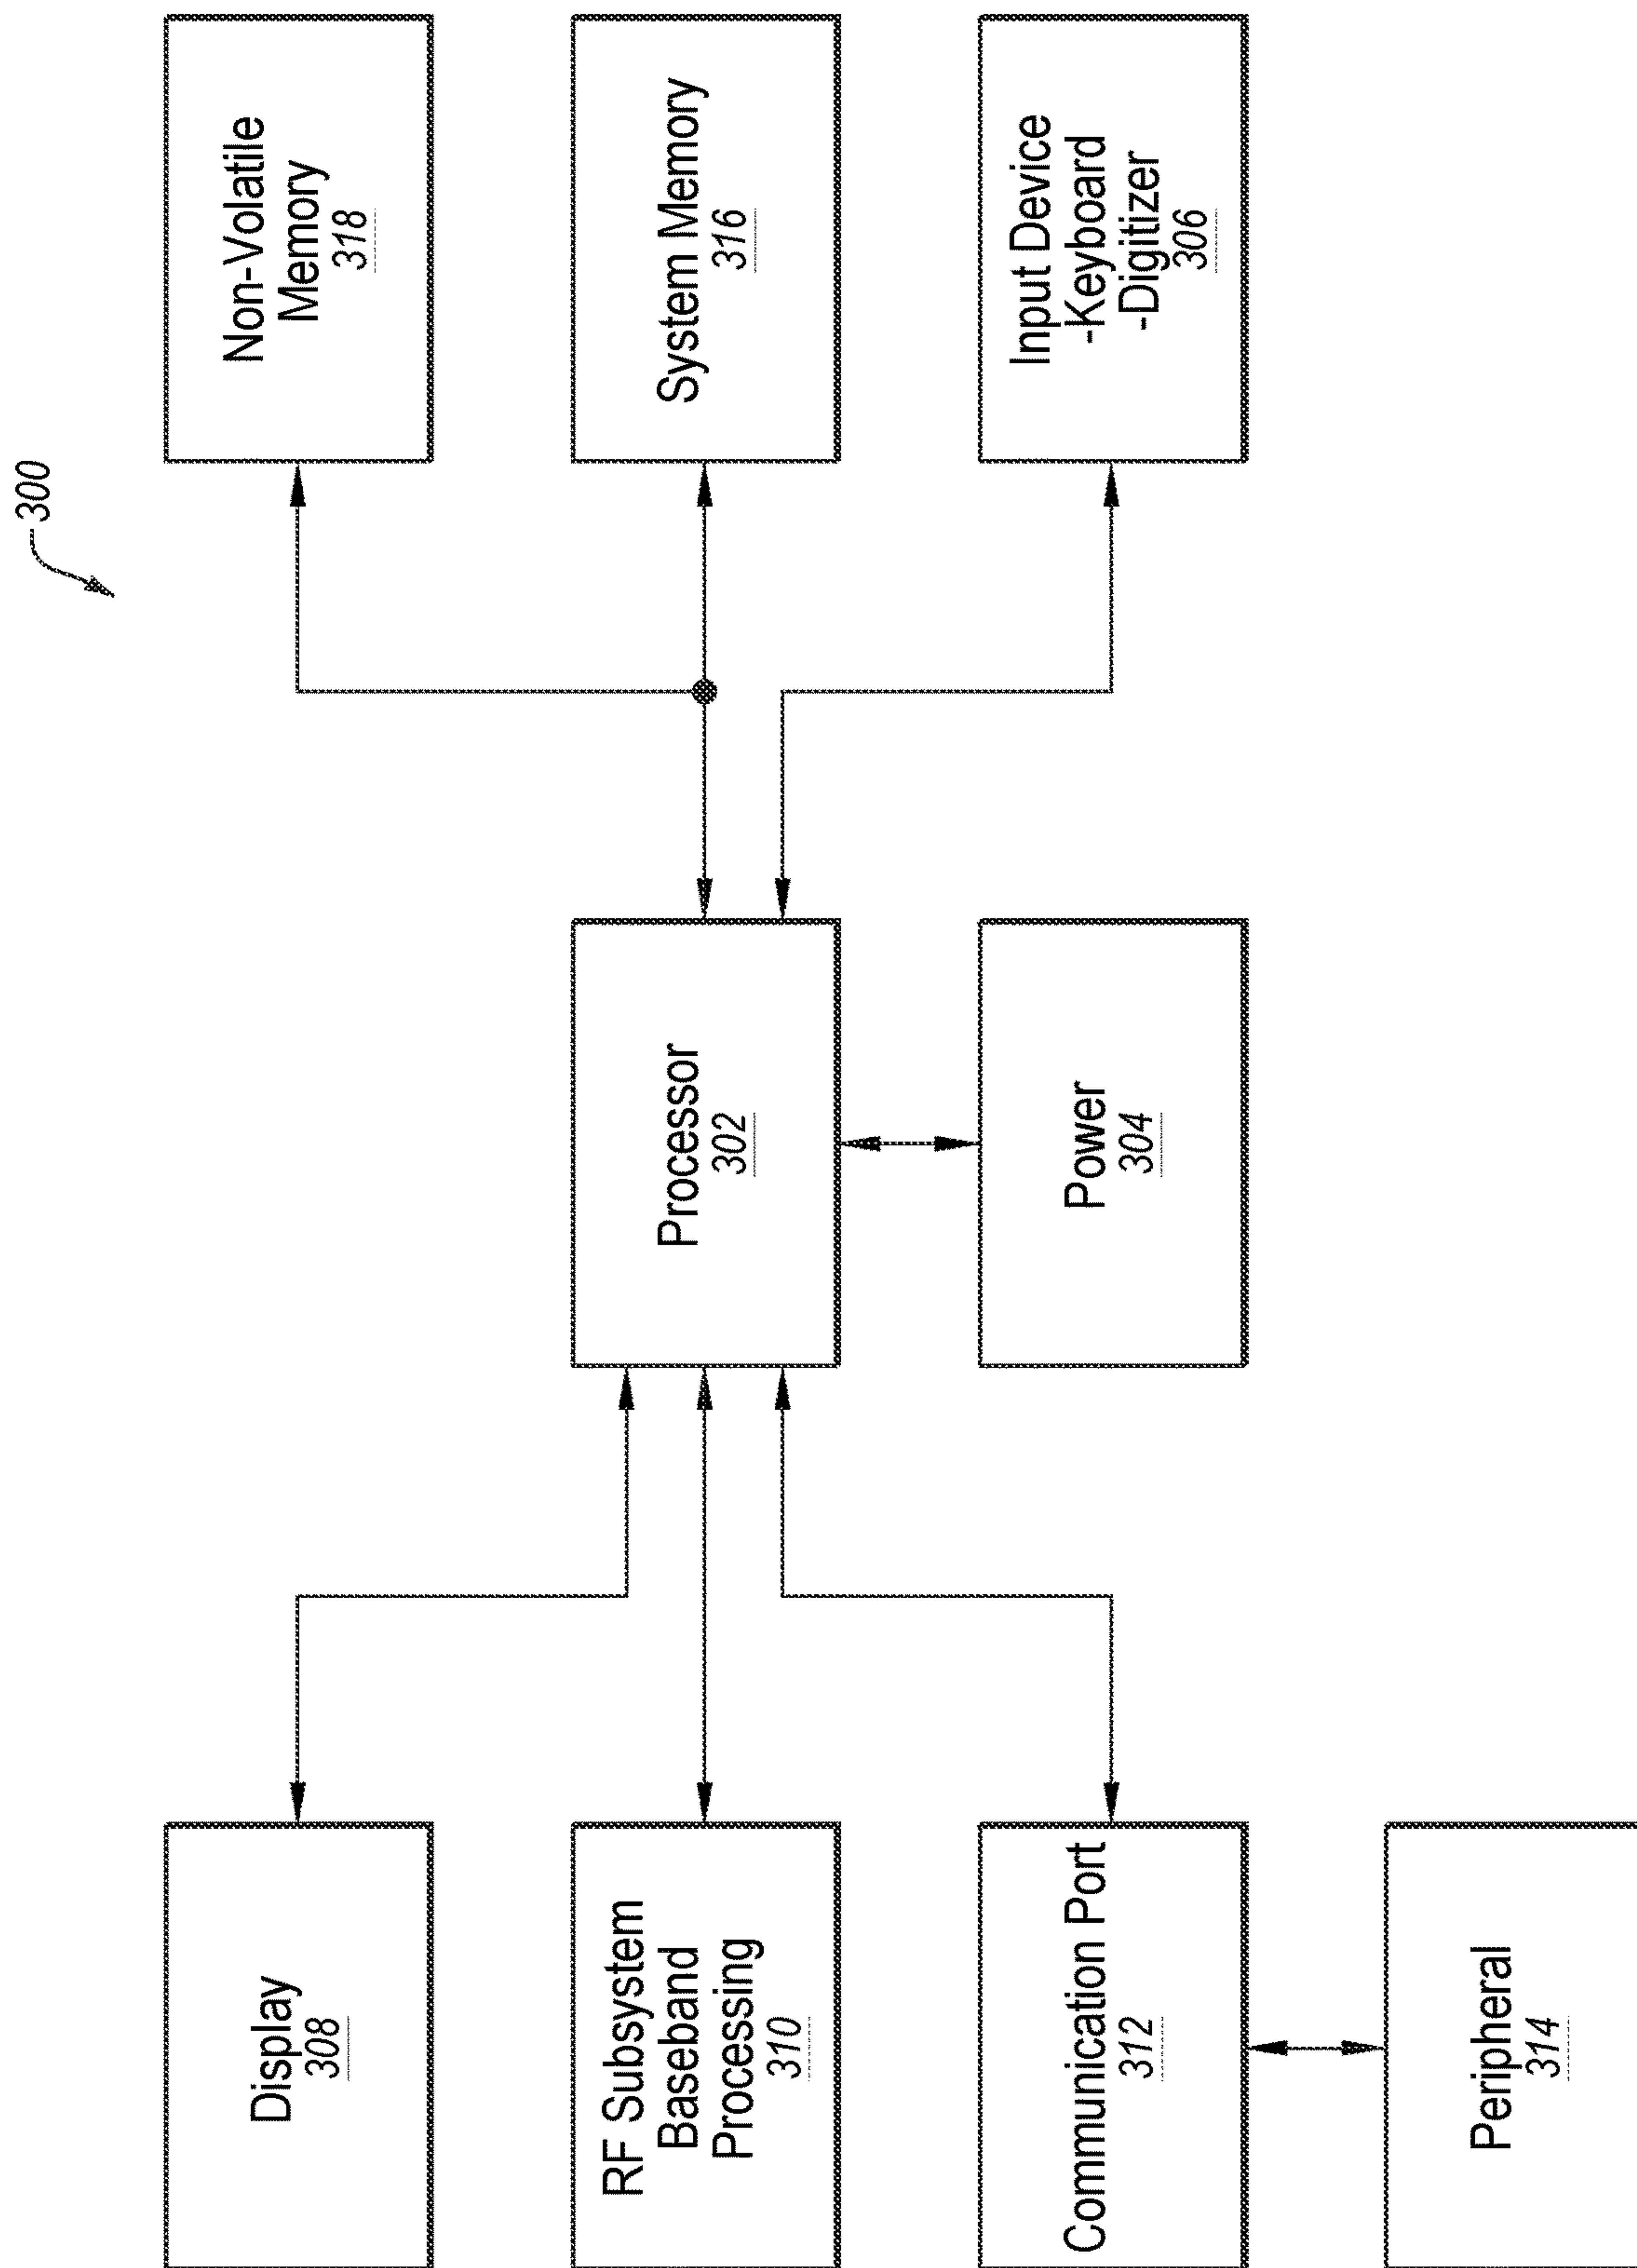 300
Display
308
RF Subsystem
Baseband
Processing
310
Communication Port
312
Peripheral
314
Processor
302
Power
304
Non-Volatile
Memory
318
System Memory
316
Input Device
-Keyboard
-Digitizer
306